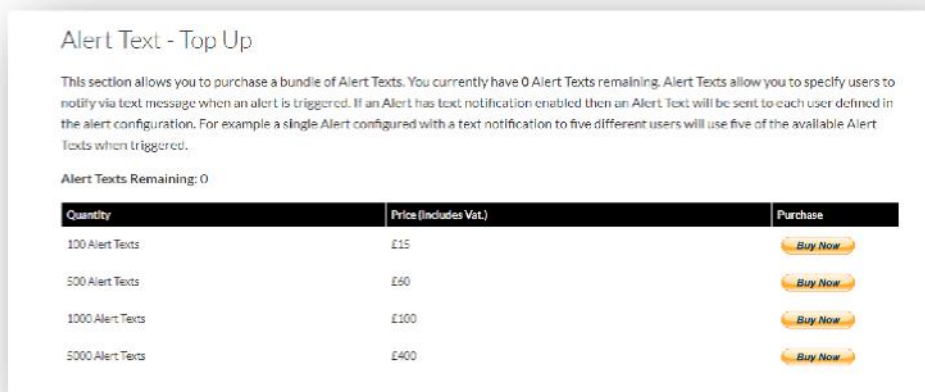 Alert Text - Top Up
This section allows you to purchase a bundle of Alert Texts. You currently have 0 Alert Texts remaining. Alert Texts allow you to specify users to
notify via text message when an alert is triggered. If an Alert has text notification enabled then an Alert Text will be sent to each user defined in
the alert configuration. For example a single Alert configured with a text notification to five different users will use five of the available Alert
Texts when triggered.
Alert Texts Remaining: 0
Quantity Price (Includes Vat.) Purchase
100 Alert Texts £15 Buy Now
500 Alert Texts £60 Buy Now
1000 Alert Texts £100 Buy Now
5000 Alert Texts £400 Buy Now